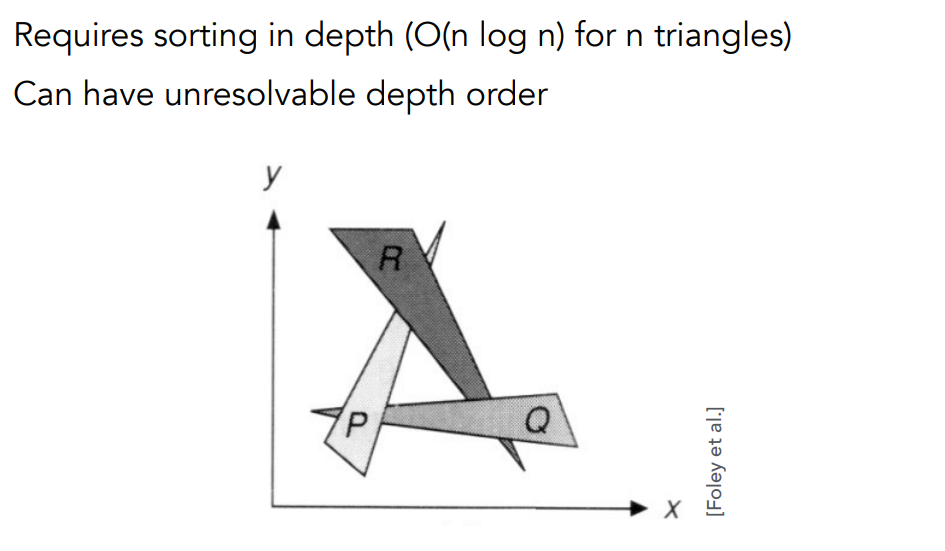 Requires sorting in depth (O(n log n) for n triangles)
Can have unresolvable depth order
y
R
P
Q
x
[Foley et al.]